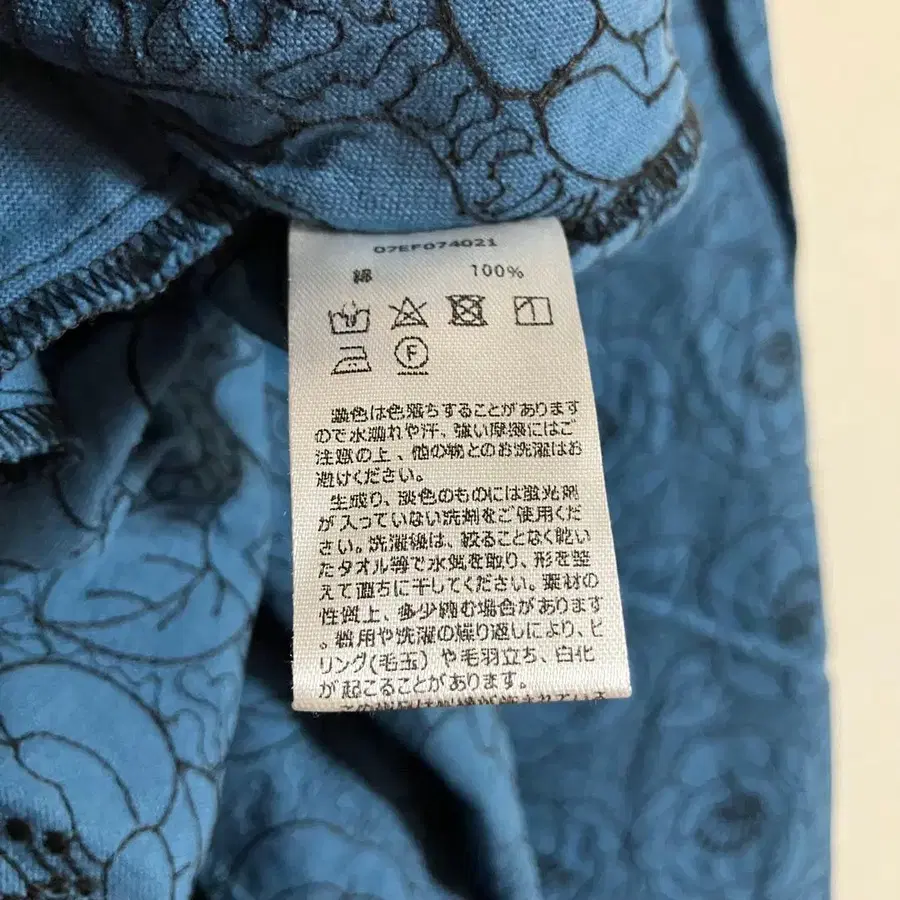 07EF074021
綿 100%
F
濃色は色落ちすることがあります
ので水濡れや汗、強い摩擦にはご
注意の上、他の物とのお洗濯はお
避けください。
生成り、淡色のものには蛍光剤
が入っていない洗剤をご使用くだ
さい。洗濯後は、絞ることなく乾い
たタオル等で水気を取り、形を整
えて直ちに干してください。素材の
性質上、多少縮む場合があります
。着用や洗濯の繰り返しにより、ピ
リング(毛玉)や毛羽立ち、白化
が起こることがあります。